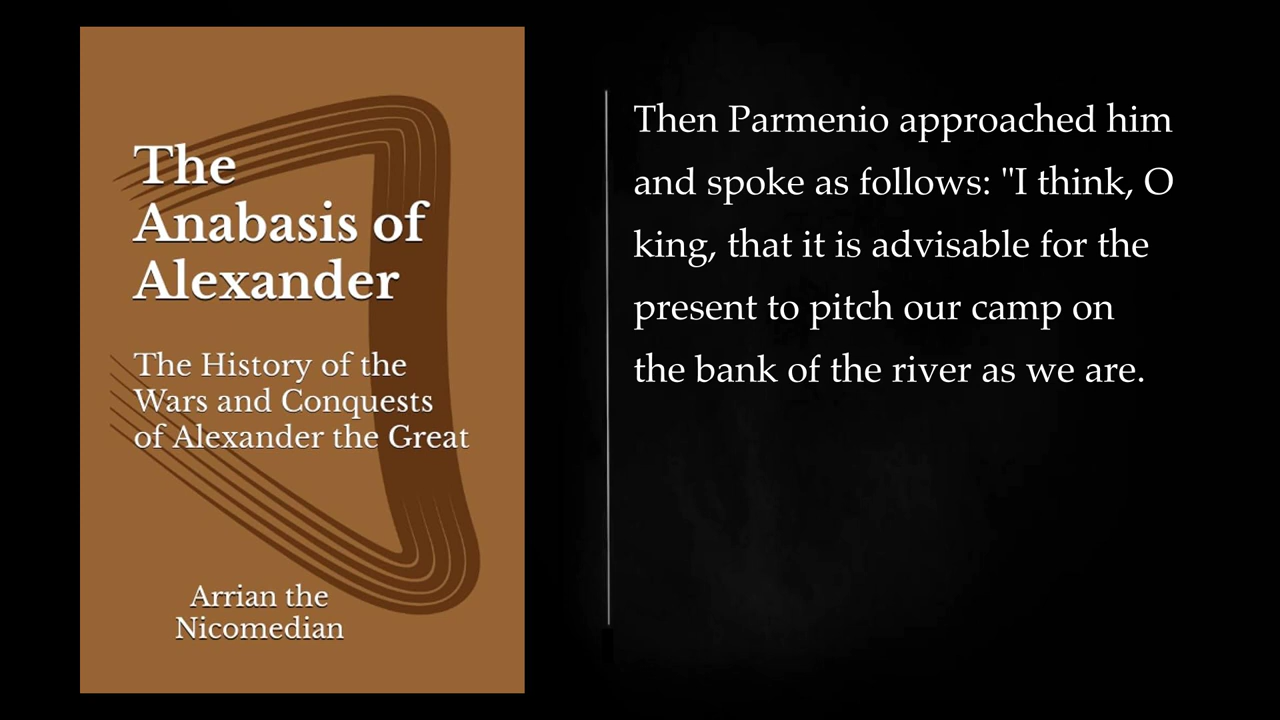 The
Anabasis of
Alexander
The History of the
Wars and Conquests
of Alexander the Great
Arrian the
Nicomedian
Then Parmenio approached him
and spoke as follows: "I think, O
king, that it is advisable for the
present to pitch our camp on
the bank of the river as we are.